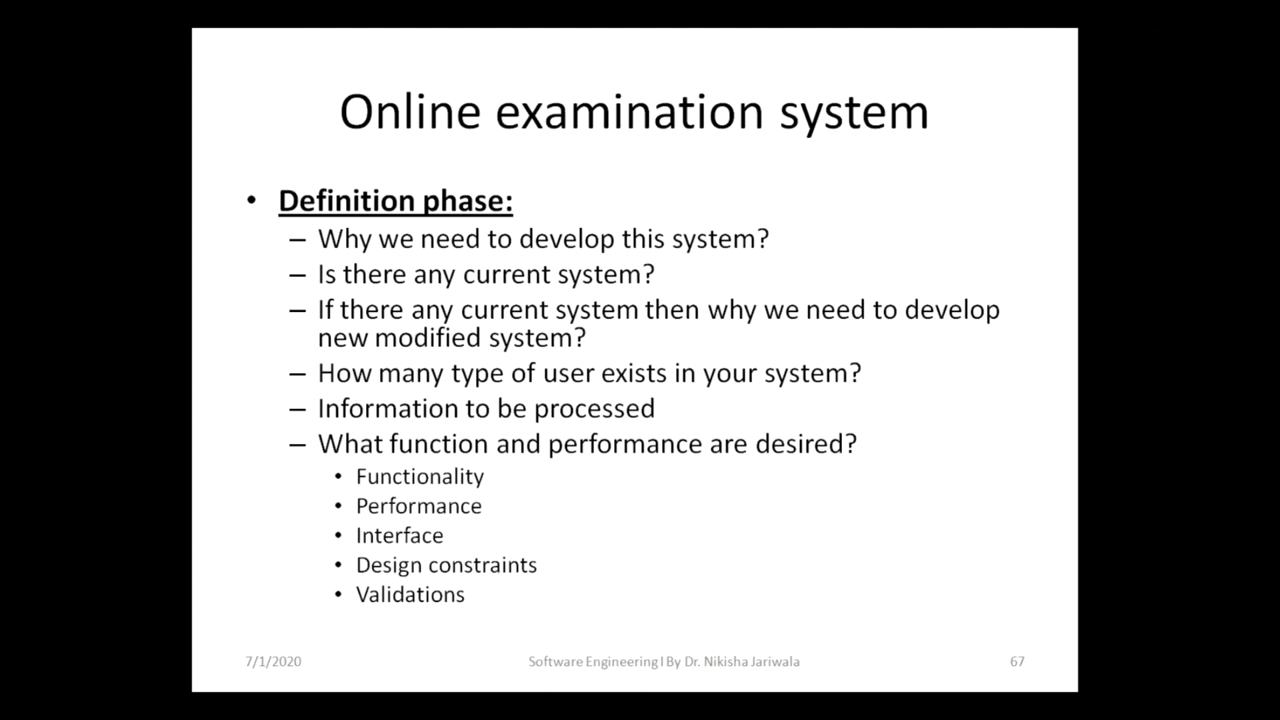 Online examination system
• Definition phase:
– Why we need to develop this system?
– Is there any current system?
– If there any current system then why we need to develop
new modified system?
– How many type of user exists in your system?
– Information to be processed
– What function and performance are desired?
• Functionality
• Performance
• Interface
• Design constraints
• Validations
7/1/2020 Software Engineering I By Dr. Nikisha Jariwala 67